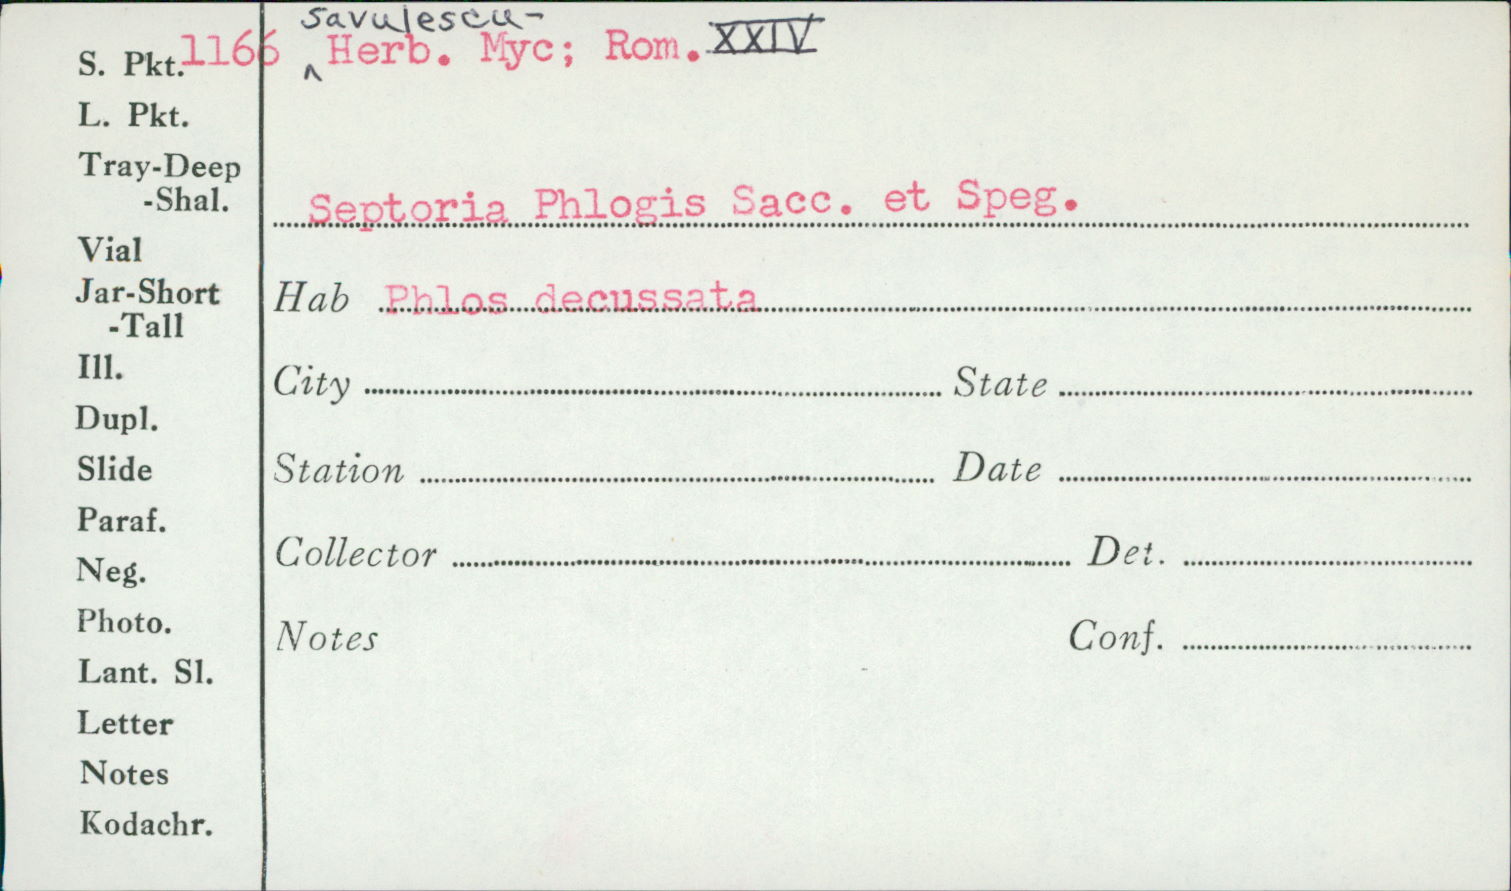 savulescu-
S. Pkt. 1166 ^ Herb. Myc; Rom. XXIV
L. Pkt.
Tray-Deep
-Shal.
Septoria Phlogis Sacc. et Speg.
Vial
Jar-Short
-Tall
Hab Phlos decussata
Ill.
City State
Dupl.
Slide
Station Date
Paraf.
Neg.
Collector Det.
Photo.
Notes Conf.
Lant. Sl.
Letter
Notes
Kodachr.